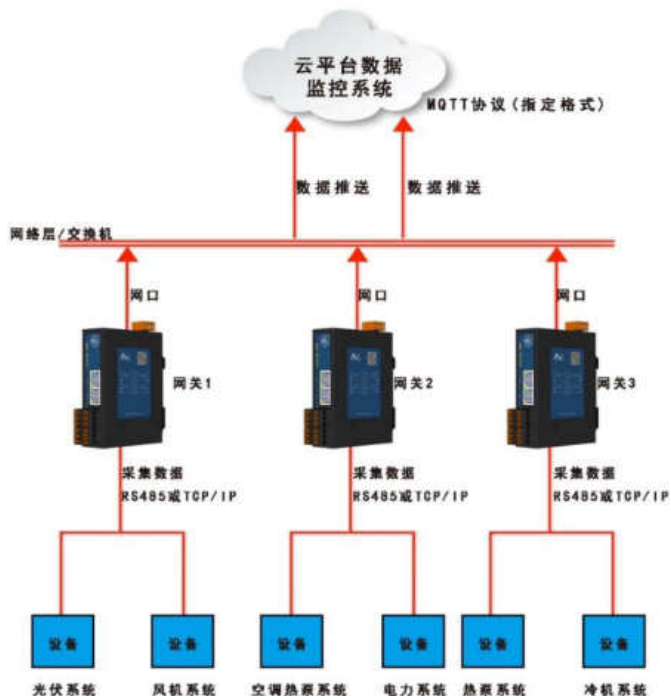 云平台数据
监控系统
MQTT协议(指定格式)
数据推送
数据推送
网络层/交换机
网口
网口
网口
网关1
网关2
网关3
采集数据
RS485或TCP/IP
采集数据
RS485或TCP/IP
采集数据
RS485或TCP/IP
设备
设备
设备
设备
设备
设备
光伏系统
风机系统
空调热泵系统
电力系统
热泵系统
冷机系统